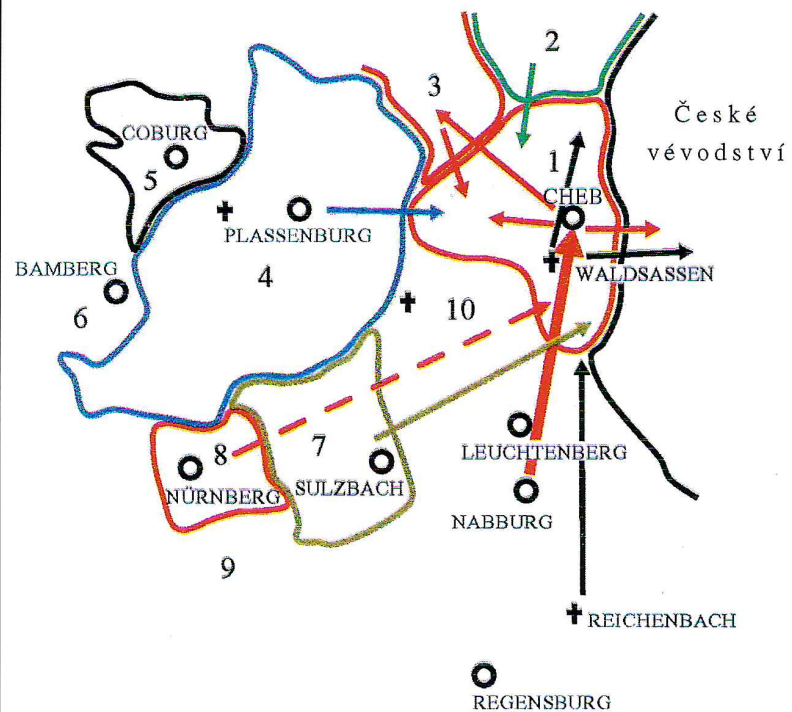 2
3
České
vévodství
COBURG
1
5
CHEB
PLASSENBURG
BAMBERG
WALDSASSEN
4
6
10
8
7
LEUCHTENBERG
NÜRNBERG
SULZBACH
NABBURG
9
REICHENBACH
REGENSBURG